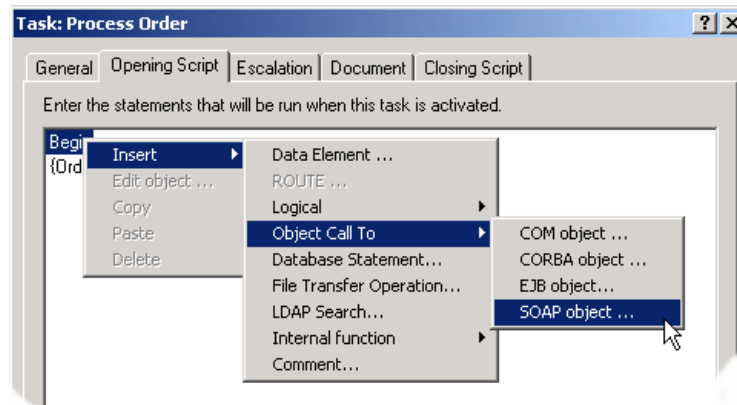 Task: Process Order
General Opening Script Escalation Document Closing Script
Enter the statements that will be run when this task is activated.
Begin
{Ord
Insert
Edit object ...
Copy
Paste
Delete
Data Element ...
ROUTE ...
Logical
Object Call To
Database Statement...
File Transfer Operation...
LDAP Search...
Internal function
Comment...
COM object ...
CORBA object ...
EJB object...
SOAP object ...